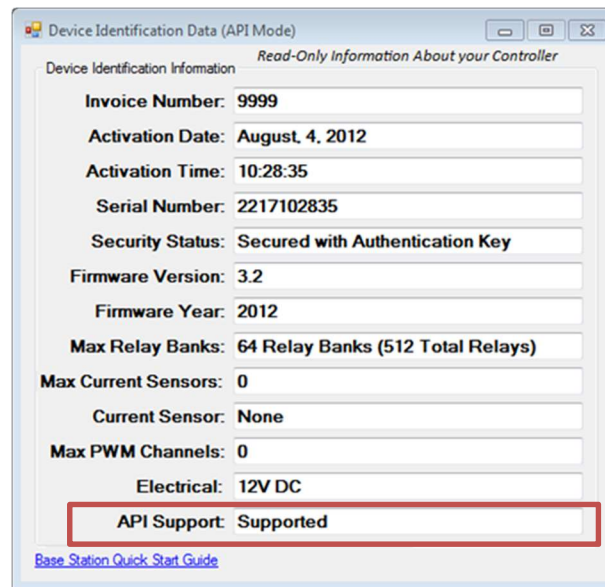 Device Identification Data (API Mode)
Read-Only Information About your Controller
Device Identification Information
Invoice Number: 9999
Activation Date: August, 4, 2012
Activation Time: 10:28:35
Serial Number: 2217102835
Security Status: Secured with Authentication Key
Firmware Version: 3.2
Firmware Year: 2012
Max Relay Banks: 64 Relay Banks (512 Total Relays)
Max Current Sensors: 0
Current Sensor: None
Max PWM Channels: 0
Electrical: 12V DC
API Support: Supported
Base Station Quick Start Guide